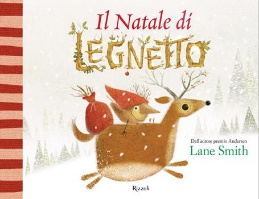 Il Natale di
LEGNETTO
Dall'autore premio Andersen
Lane Smith
Rizzoli